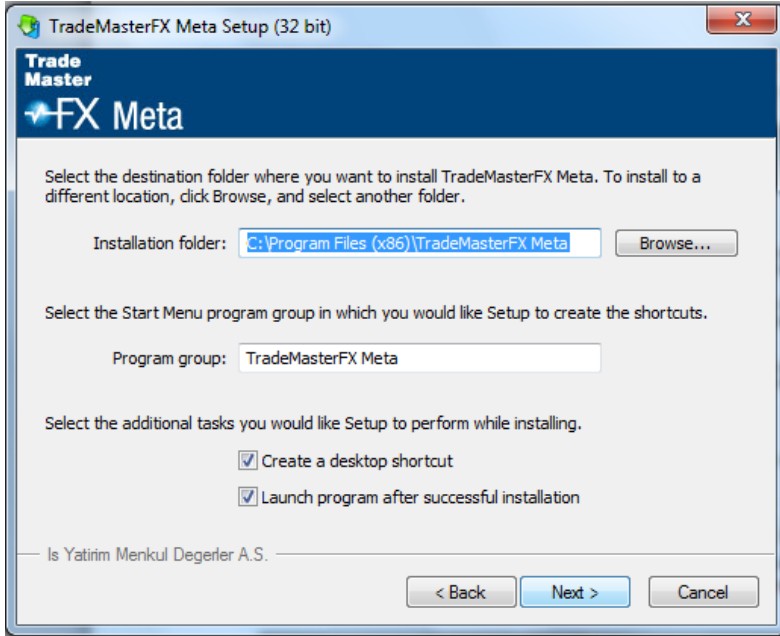 TradeMasterFX Meta Setup (32 bit)
Trade
Master
FX Meta
Select the destination folder where you want to install TradeMasterFX Meta. To install to a
different location, click Browse, and select another folder.
Installation folder: C:\Program Files (x86)\TradeMasterFX Meta Browse...
Select the Start Menu program group in which you would like Setup to create the shortcuts.
Program group: TradeMasterFX Meta
Select the additional tasks you would like Setup to perform while installing.
Create a desktop shortcut
Launch program after successful installation
Is Yatirim Menkul Degerler A.S.
< Back Next > Cancel